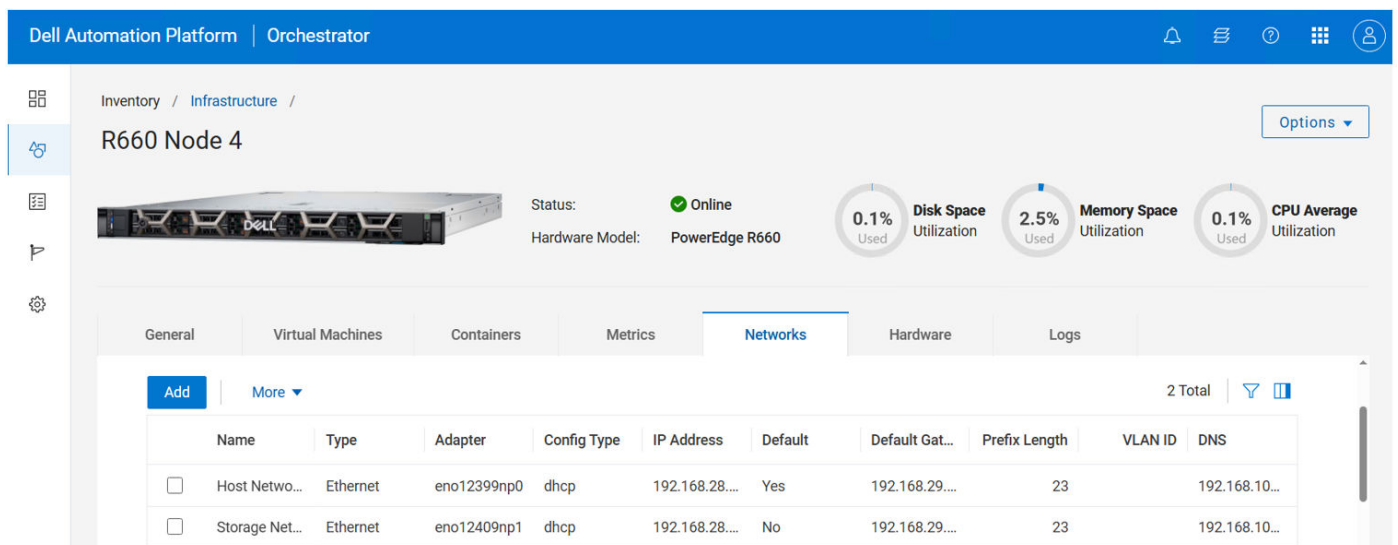 Dell Automation Platform | Orchestrator
Inventory / Infrastructure /
R660 Node 4
Options
DELL
Status: Online
Hardware Model: PowerEdge R660
0.1% Used Disk Space Utilization
2.5% Used Memory Space Utilization
0.1% Used CPU Average Utilization
General Virtual Machines Containers Metrics Networks Hardware Logs
Add More 2 Total
Name Type Adapter Config Type IP Address Default Default Gat... Prefix Length VLAN ID DNS
Host Netwo... Ethernet eno12399np0 dhcp 192.168.28.... Yes 192.168.29.... 23 192.168.10...
Storage Net... Ethernet eno12409np1 dhcp 192.168.28.... No 192.168.29.... 23 192.168.10...